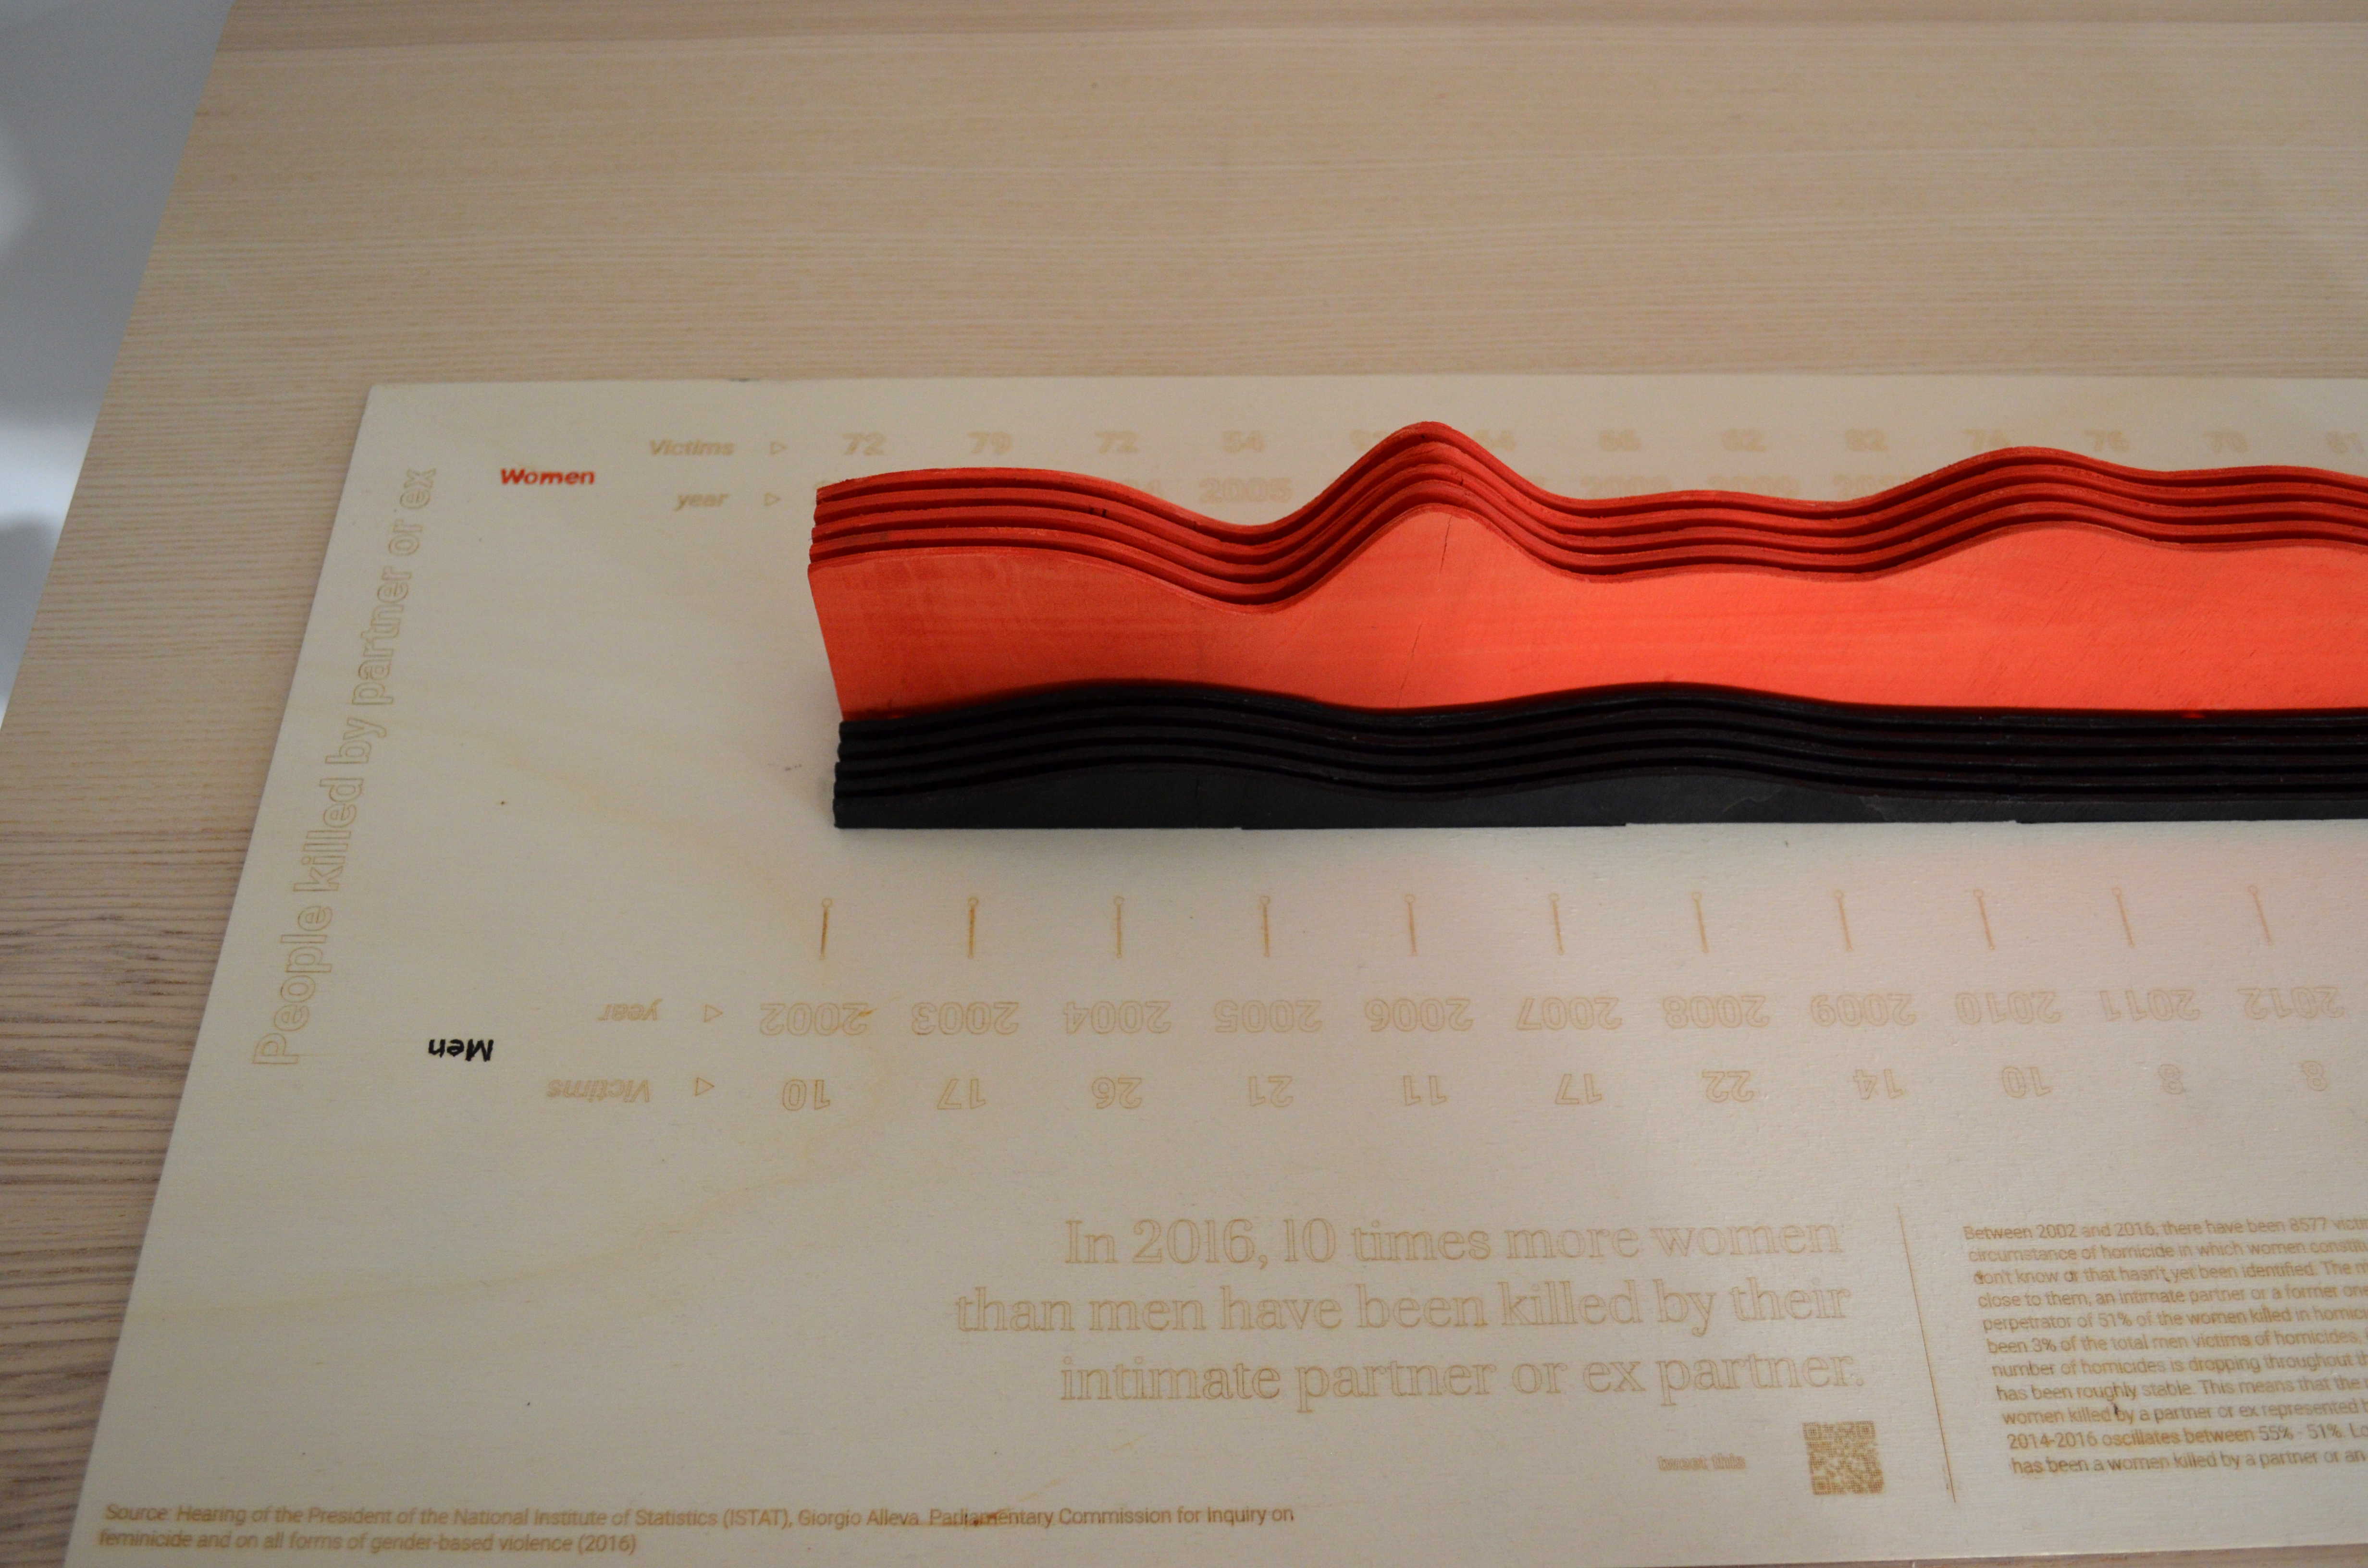 People killed by partner or ex
Women
Victims ▷ 72 79 72 54 64 62 82 74 76 70
year ▷ 2005
year ▷ 2002 2003 2004 2005 2006 2007 2008 2009 2010 2011 2012
Men
Victims ▷ 10 17 26 21 11 17 22 14 10 8
In 2016, 10 times more women
than men have been killed by their
intimate partner or ex partner.
Between 2002 and 2016, there have been 8577
circumstance of homicide in which women
don't know or that hasn't yet been identified. The
close to them, an intimate partner or a former
perpetrator of 51% of the women killed in
been 3% of the total men victims of homicides,
number of homicides is dropping throughout
has been roughly stable. This means that the
women killed by a partner or ex represented
2014-2016 oscillates between 55% - 51%.
has been a women killed by a partner or an
Source: Hearing of the President of the National Institute of Statistics (ISTAT), Giorgio Alleva. Parliamentary Commission for Inquiry on
feminicide and on all forms of gender-based violence (2016)